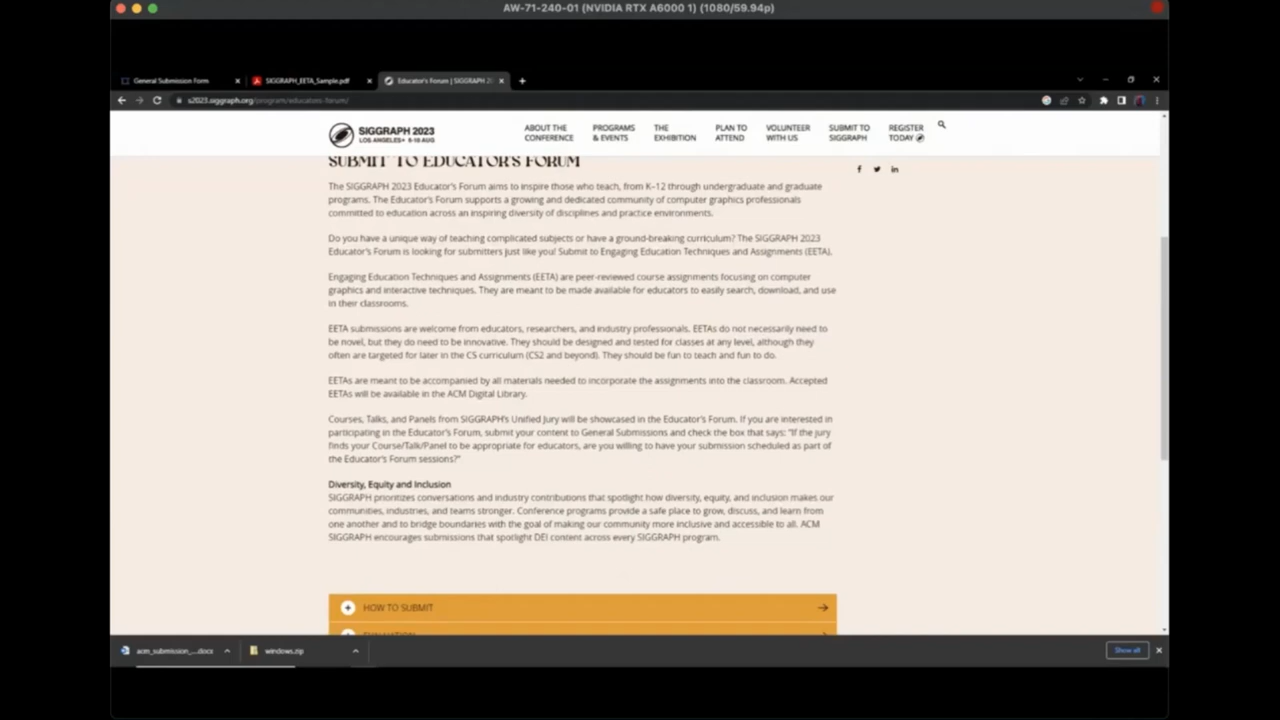 AW-71-240-01 (NVIDIA RTX A6000 1) (1080/59.94p)
General Submission Form
SIGGRAPH_EETA_Sample.pdf
Educator's Forum | SIGGRAPH 2
s2023.siggraph.org/program/educators-forum/
SIGGRAPH 2023
LOS ANGELES+ 6-10 AUG
ABOUT THE CONFERENCE
PROGRAMS & EVENTS
THE EXHIBITION
PLAN TO ATTEND
VOLUNTEER WITH US
SUBMIT TO SIGGRAPH
REGISTER TODAY
SUBMIT TO EDUCATOR'S FORUM
The SIGGRAPH 2023 Educator's Forum aims to inspire those who teach, from K–12 through undergraduate and graduate
programs. The Educator's Forum supports a growing and dedicated community of computer graphics professionals
committed to education across an inspiring diversity of disciplines and practice environments.
Do you have a unique way of teaching complicated subjects or have a ground-breaking curriculum? The SIGGRAPH 2023
Educator's Forum is looking for submitters just like you! Submit to Engaging Education Techniques and Assignments (EETA).
Engaging Education Techniques and Assignments (EETA) are peer-reviewed course assignments focusing on computer
graphics and interactive techniques. They are meant to be made available for educators to easily search, download, and use
in their classrooms.
EETA submissions are welcome from educators, researchers, and industry professionals. EETAs do not necessarily need to
be novel, but they do need to be innovative. They should be designed and tested for classes at any level, although they
often are targeted for later in the CS curriculum (CS2 and beyond). They should be fun to teach and fun to do.
EETAs are meant to be accompanied by all materials needed to incorporate the assignments into the classroom. Accepted
EETAs will be available in the ACM Digital Library.
Courses, Talks, and Panels from SIGGRAPH's Unified Jury will be showcased in the Educator's Forum. If you are interested in
participating in the Educator's Forum, submit your content to General Submissions and check the box that says: "If the jury
finds your Course/Talk/Panel to be appropriate for educators, are you willing to have your submission scheduled as part of
the Educator's Forum sessions?"
Diversity, Equity and Inclusion
SIGGRAPH prioritizes conversations and industry contributions that spotlight how diversity, equity, and inclusion makes our
communities, industries, and teams stronger. Conference programs provide a safe place to grow, discuss, and learn from
one another and to bridge boundaries with the goal of making our community more inclusive and accessible to all. ACM
SIGGRAPH encourages submissions that spotlight DEI content across every SIGGRAPH program.
HOW TO SUBMIT
acm_submission_....docx
windows.zip
Show all